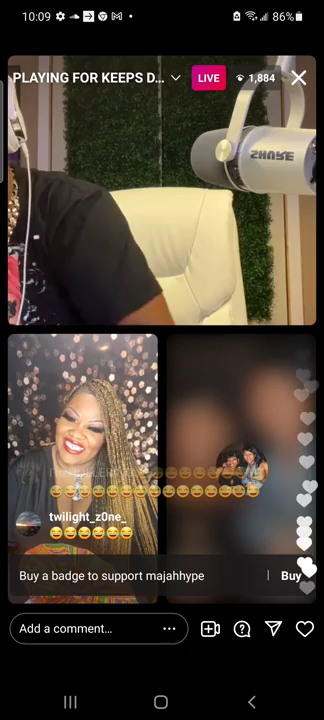 10:09
86%
PLAYING FOR KEEPS D...
LIVE
1,884
SHURE
😂😂😂😂😂😂😂😂
😂😂😂😂😂😂😂😂😂😂😂😂😂😂😂
twilight_z0ne_
😂😂😂😂😂😂
Buy a badge to support majahhype
Buy
Add a comment...